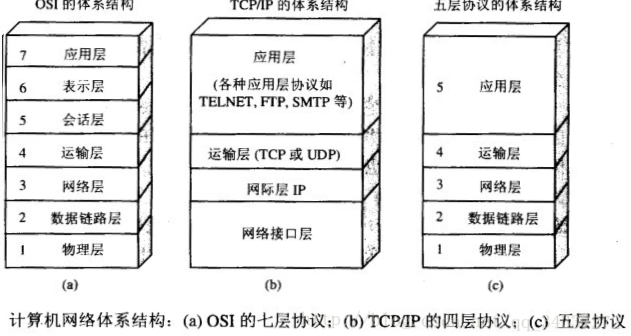 OSI 的体系结构
7 应用层
6 表示层
5 会话层
4 运输层
3 网络层
2 数据链路层
1 物理层
(a)
TCP/IP 的体系结构
应用层
(各种应用层协议如
TELNET, FTP, SMTP 等)
运输层 (TCP 或 UDP)
网际层 IP
网络接口层
(b)
五层协议的体系结构
5 应用层
4 运输层
3 网络层
2 数据链路层
1 物理层
(c)
计算机网络体系结构：(a) OSI 的七层协议；(b) TCP/IP 的四层协议；(c) 五层协议